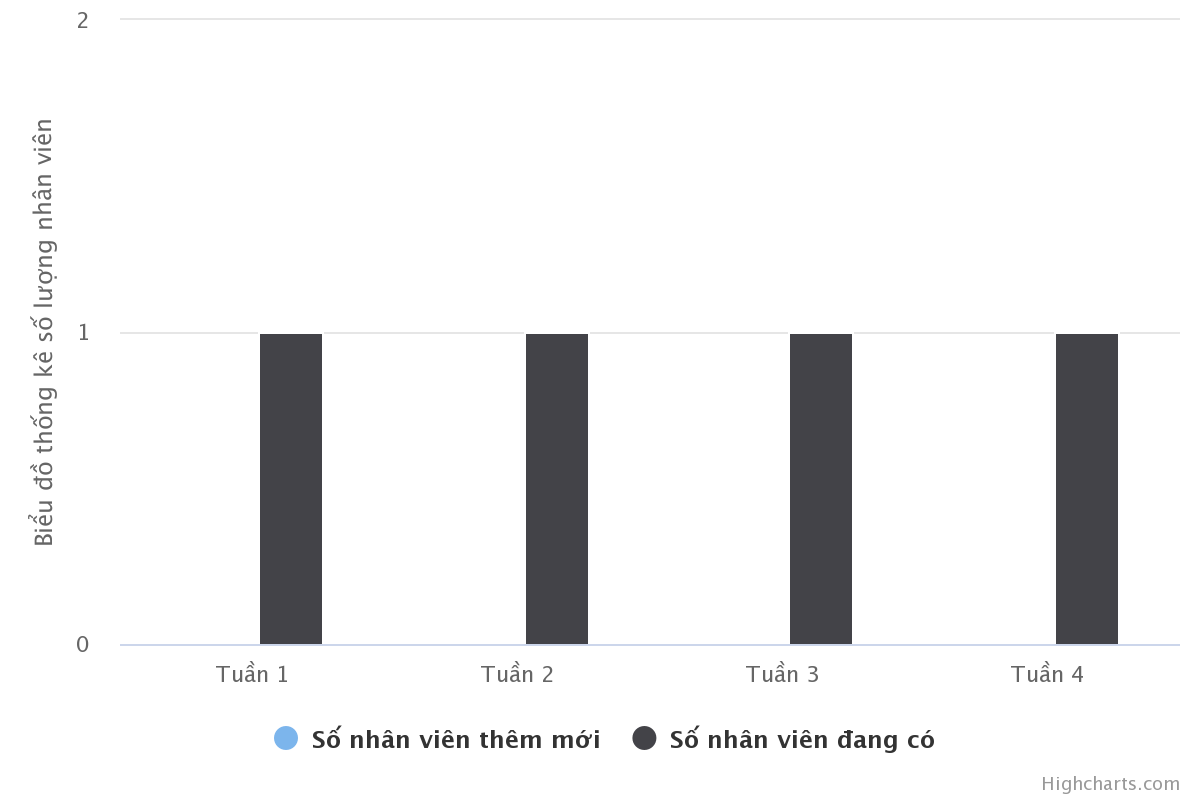 2
1
0
Biểu đồ thống kê số lượng nhân viên
Tuần 1
Tuần 2
Tuần 3
Tuần 4
Số nhân viên thêm mới
Số nhân viên đang có
Highcharts.com